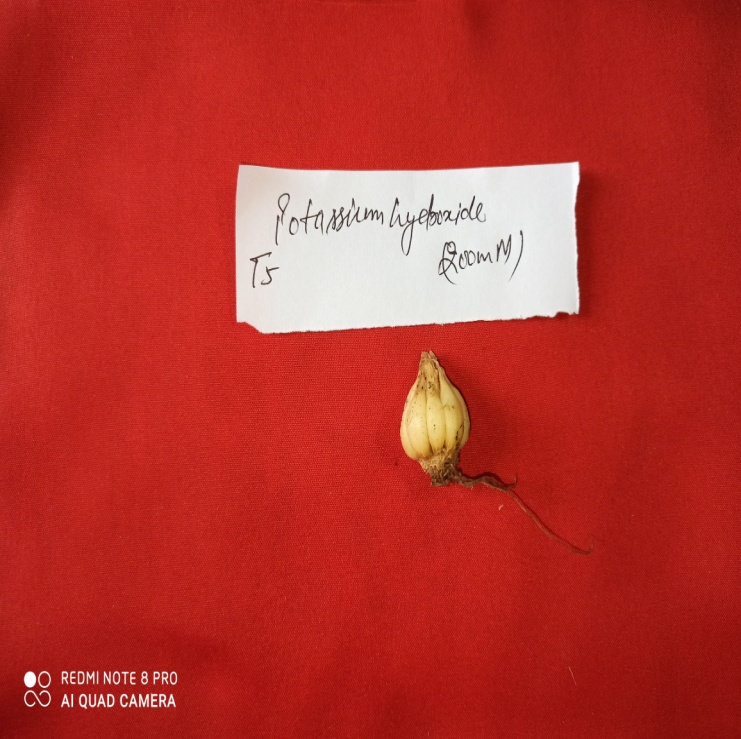 Potassium hydroxide
T5 (200mM)
REDMI NOTE 8 PRO
AI QUAD CAMERA